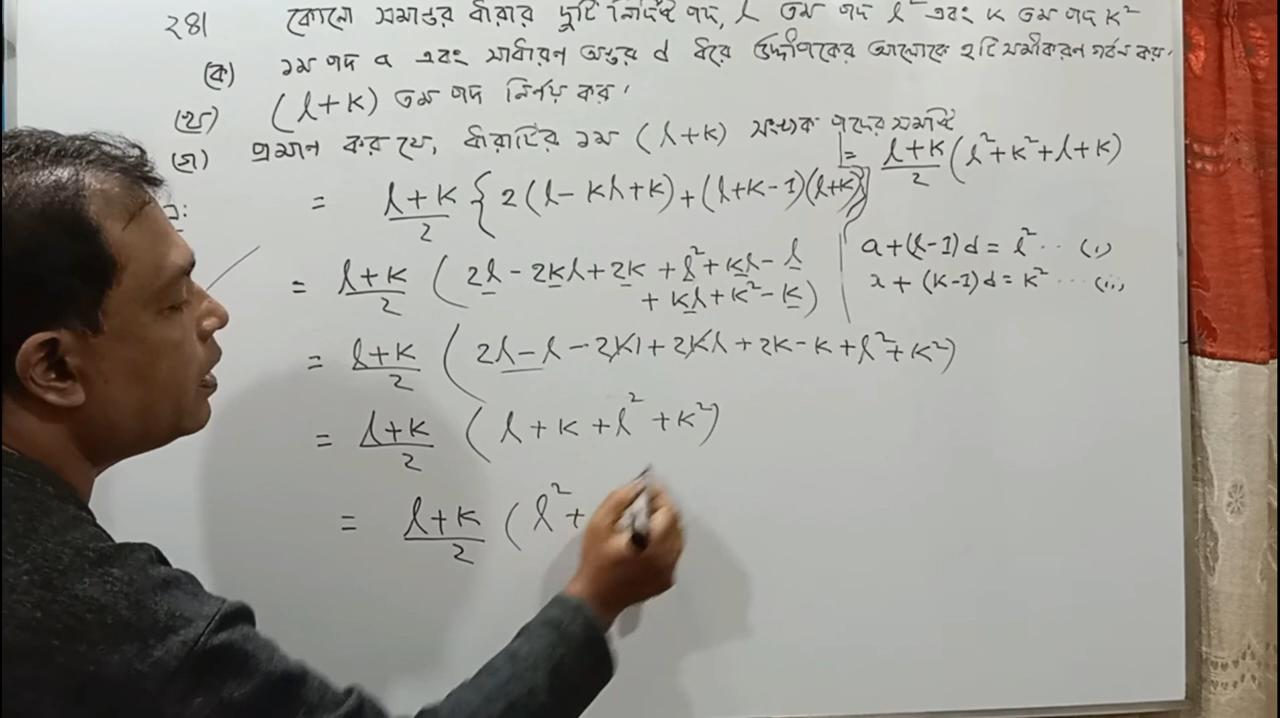 ২৪। কোনো সমান্তর ধারার দুটি নির্দিষ্ট পদ, l তম পদ l² এবং k তম পদ k²
(ক) ১ম পদ a এবং সাধারণ অন্তর d ধরে উদ্দীপকের আলোকে ২টি সমীকরণ গঠন কর।
(খ) (l+k) তম পদ নির্ণয় কর।
(গ) প্রমান কর যে, ধারাটির ১ম (l+k) সংখ্যক পদের সমষ্টি = (l+k)/2 (l²+k²+l+k)
= (l+k)/2 {2(l-kl+k)+(l+k-1)(l+k)}
a+(l-1)d = l² ... (i)
a+(k-1)d = k² ... (ii)
= (l+k)/2 (2l-2kl+2k+l²+kl-l
+kl+k²-k)
= (l+k)/2 (2l-l-2kl+2kl+2k-k+l²+k²)
= (l+k)/2 (l+k+l²+k²)
= (l+k)/2 (l²+